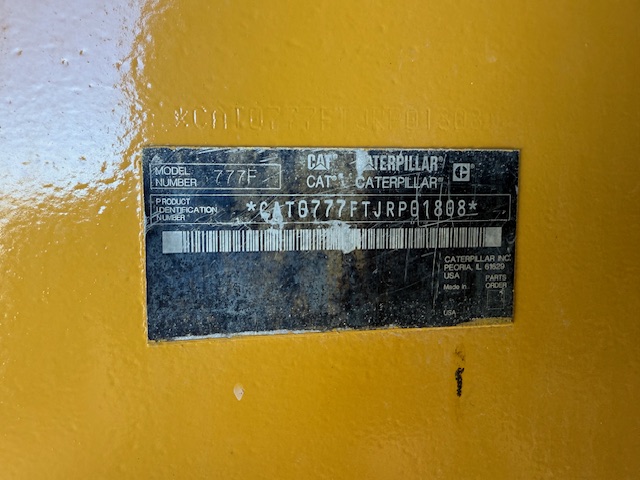 *CAT0777FTJRP01808*
MODEL NUMBER 777F
CAT CATERPILLAR®
CAT® CATERPILLAR®
PRODUCT IDENTIFICATION NUMBER *CAT0777FTJRP01808*
CATERPILLAR INC.
PEORIA, IL 61629
USA
PARTS ORDER
Made in
USA